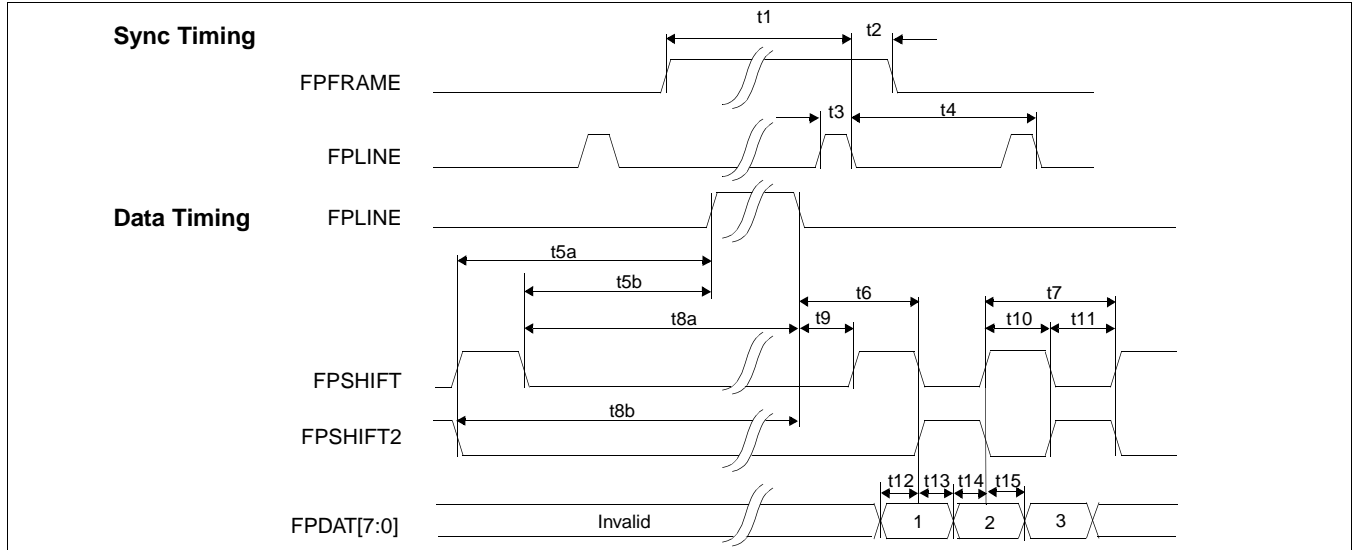 Sync Timing
t1
t2
FPFRAME
t3
t4
FPLINE
Data Timing
FPLINE
t5a
t5b
t6
t7
t8a
t9
t10
t11
FPSHIFT
t8b
FPSHIFT2
t12
t13
t14
t15
FPDAT[7:0]
Invalid
1
2
3